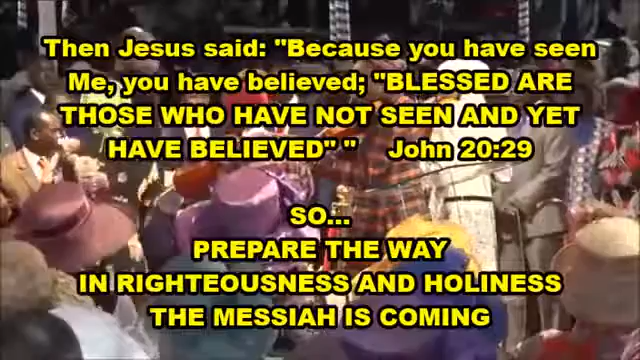 Then Jesus said: "Because you have seen
Me, you have believed; "BLESSED ARE
THOSE WHO HAVE NOT SEEN AND YET
HAVE BELIEVED" " John 20:29
SO...
PREPARE THE WAY
IN RIGHTEOUSNESS AND HOLINESS
THE MESSIAH IS COMING